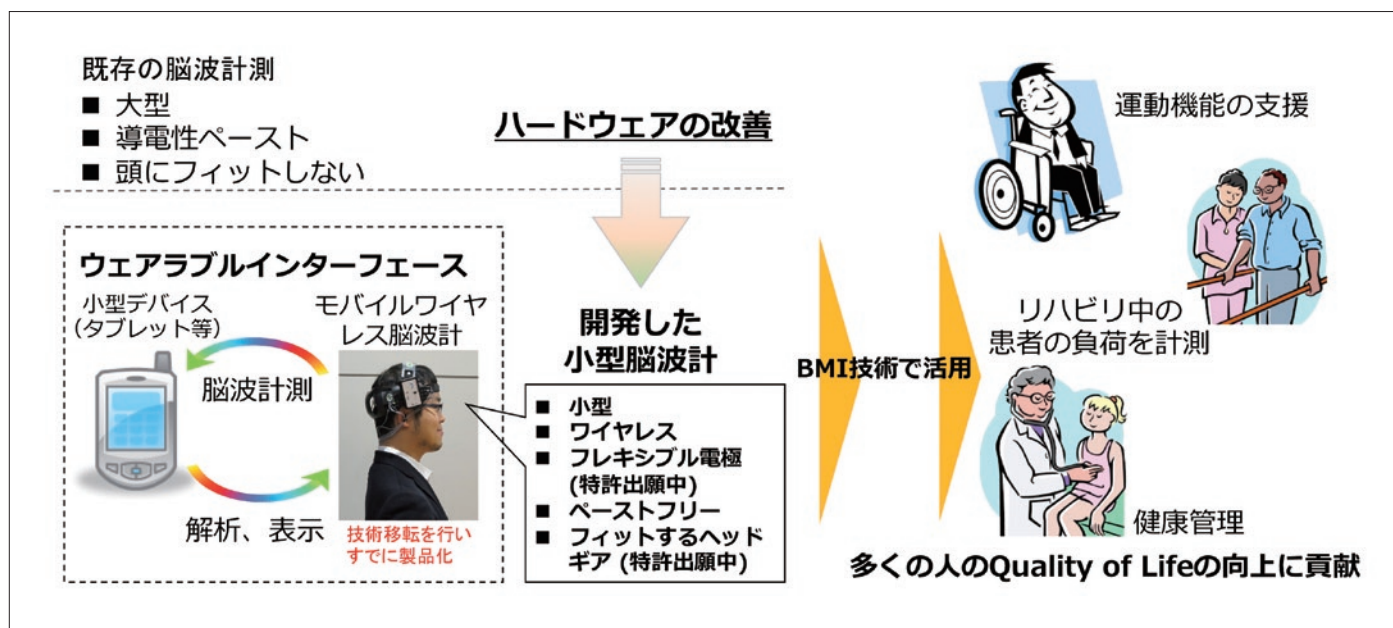 既存の脳波計測
■ 大型
■ 導電性ペースト
■ 頭にフィットしない
ハードウェアの改善
ウェアラブルインターフェース
小型デバイス
(タブレット等)
モバイルワイヤ
レス脳波計
脳波計測
解析、表示
技術移転を行い
すでに製品化
開発した
小型脳波計
■ 小型
■ ワイヤレス
■ フレキシブル電極
(特許出願中)
■ ペーストフリー
■ フィットするヘッド
ギア (特許出願中)
BMI技術で活用
運動機能の支援
リハビリ中の
患者の負荷を計測
健康管理
多くの人のQuality of Lifeの向上に貢献